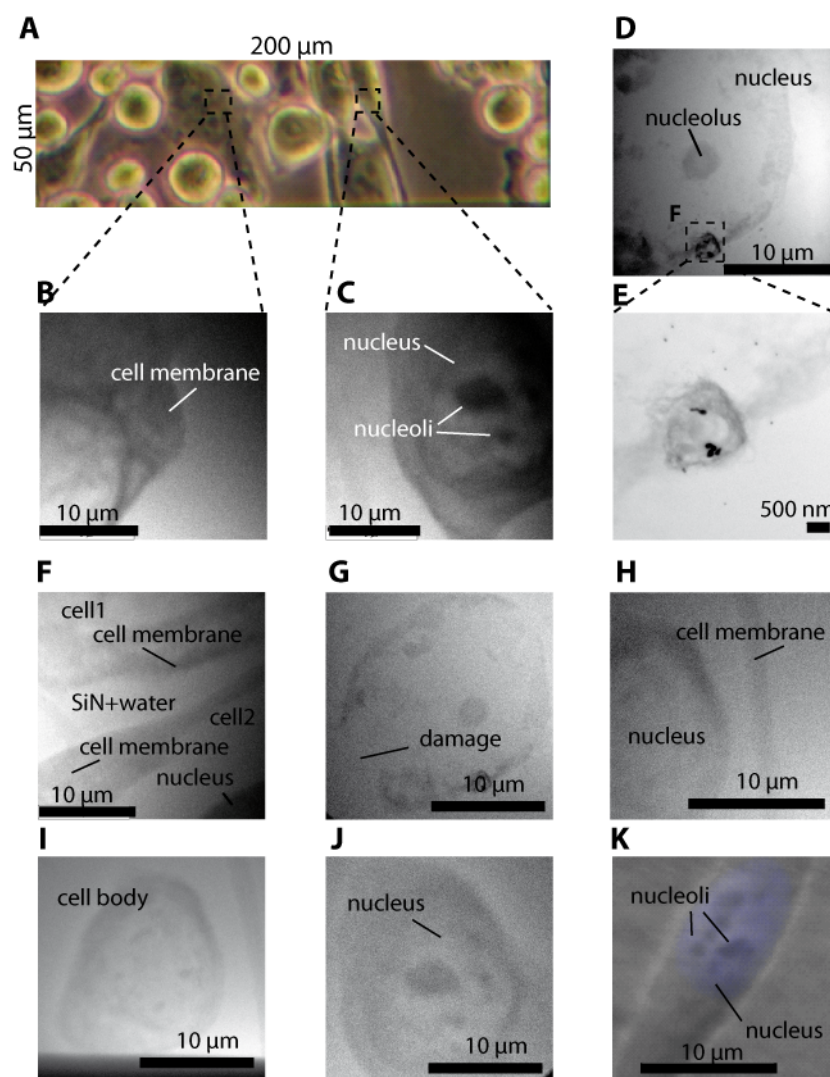 A
200 µm
50 µm
B
cell membrane
10 µm
C
nucleus
nucleoli
10 µm
D
nucleus
nucleolus
F
10 µm
E
500 nm
F
cell1
cell membrane
SiN+water
cell2
cell membrane
nucleus
10 µm
G
damage
10 µm
H
cell membrane
nucleus
10 µm
I
cell body
10 µm
J
nucleus
10 µm
K
nucleoli
nucleus
10 µm